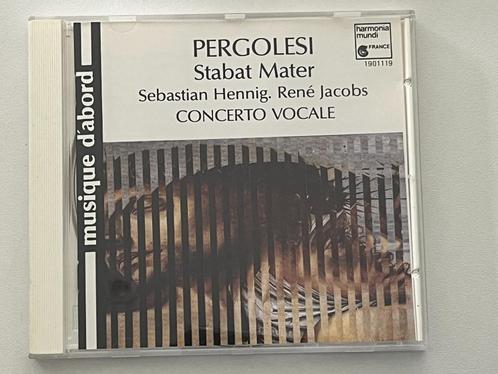 PERGOLESI
Stabat Mater
Sebastian Hennig. René Jacobs
CONCERTO VOCALE
harmonia
mundi
FRANCE
1901119
musique d'abord